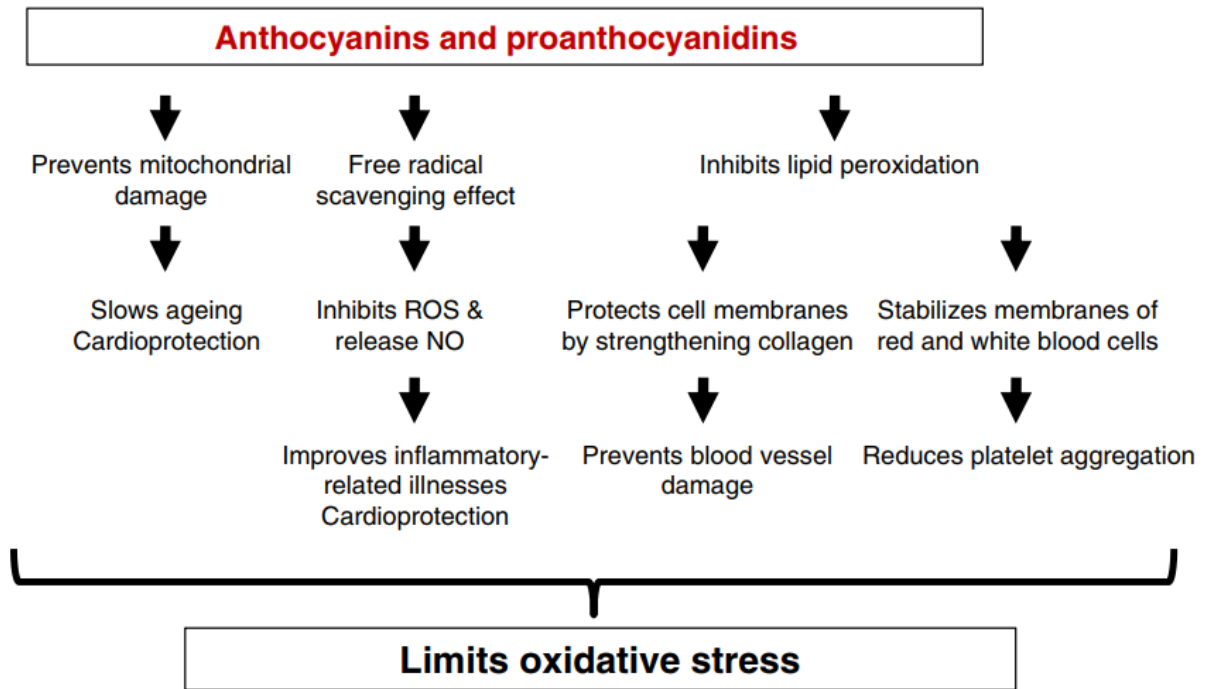 Anthocyanins and proanthocyanidins
Prevents mitochondrial
damage
Free radical
scavenging effect
Inhibits lipid peroxidation
Slows ageing
Cardioprotection
Inhibits ROS &
release NO
Protects cell membranes
by strengthening collagen
Stabilizes membranes of
red and white blood cells
Improves inflammatory-
related illnesses
Cardioprotection
Prevents blood vessel
damage
Reduces platelet aggregation
Limits oxidative stress